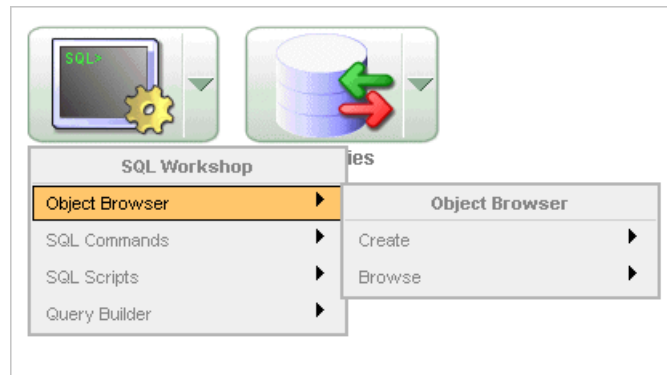 SQL>
ies
SQL Workshop
Object Browser
SQL Commands
SQL Scripts
Query Builder
Object Browser
Create
Browse